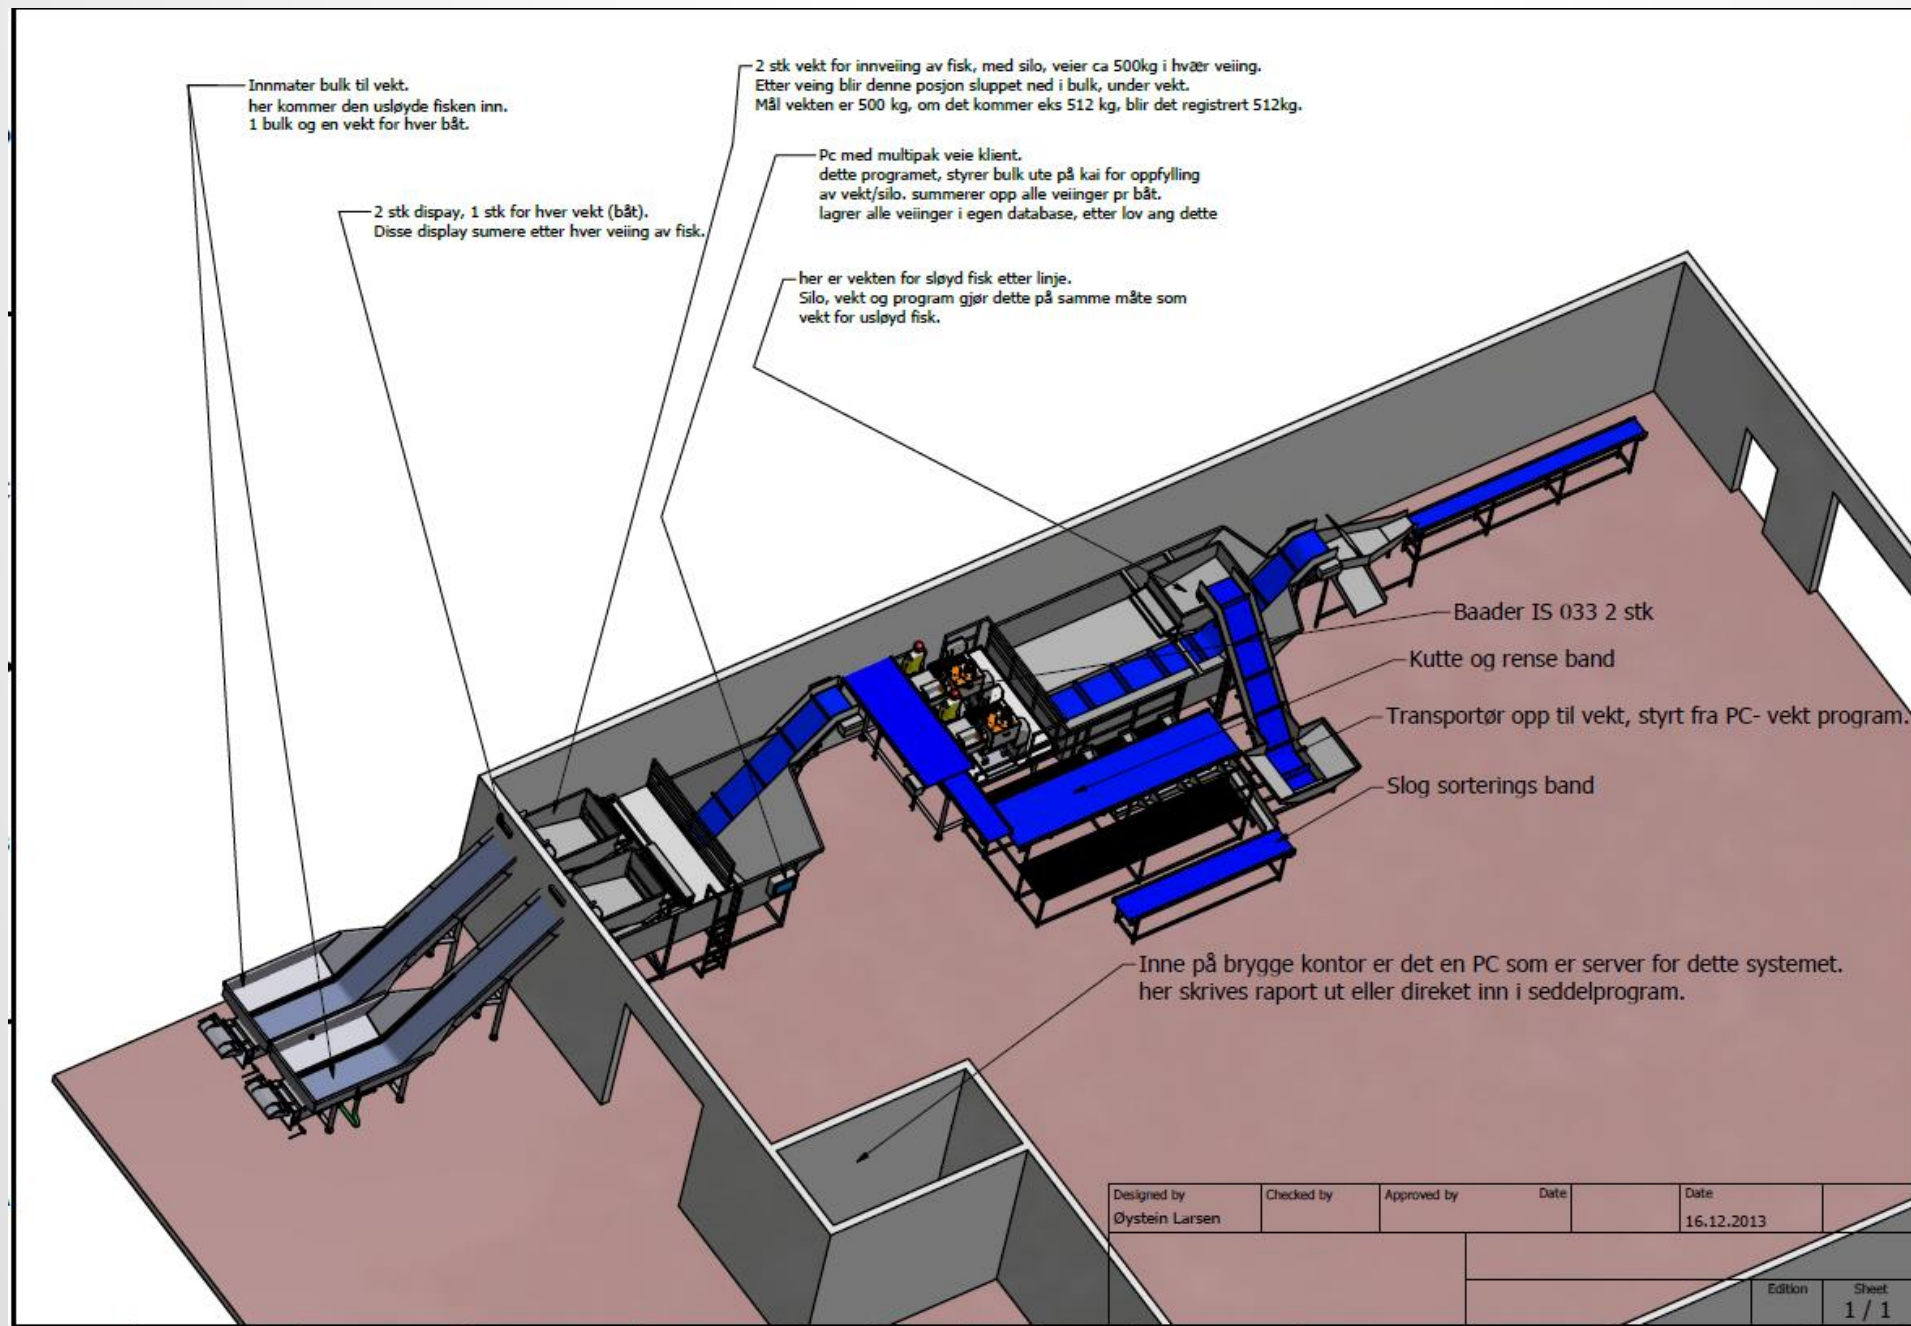 Innmater bulk til vekt.
her kommer den usløyde fisken inn.
1 bulk og en vekt for hver båt.
2 stk dispay, 1 stk for hver vekt (båt).
Disse display sumere etter hver veiing av fisk.
2 stk vekt for innveiing av fisk, med silo, veier ca 500kg i hvær veiing.
Etter veing blir denne posjon sluppet ned i bulk, under vekt.
Mål vekten er 500 kg, om det kommer eks 512 kg, blir det registrert 512kg.
Pc med multipak veie klient.
dette programet, styrer bulk ute på kai for oppfylling
av vekt/silo. summerer opp alle veiinger pr båt.
lagrer alle veiinger i egen database, etter lov ang dette
her er vekten for sløyd fisk etter linje.
Silo, vekt og program gjør dette på samme måte som
vekt for usløyd fisk.
Baader IS 033 2 stk
Kutte og rense band
Transportør opp til vekt, styrt fra PC- vekt program.
Slog sorterings band
Inne på brygge kontor er det en PC som er server for dette systemet.
her skrives raport ut eller direket inn i seddelprogram.
Designed by
Øystein Larsen
Checked by
Approved by
Date
Date
16.12.2013
Edition
Sheet
1 / 1